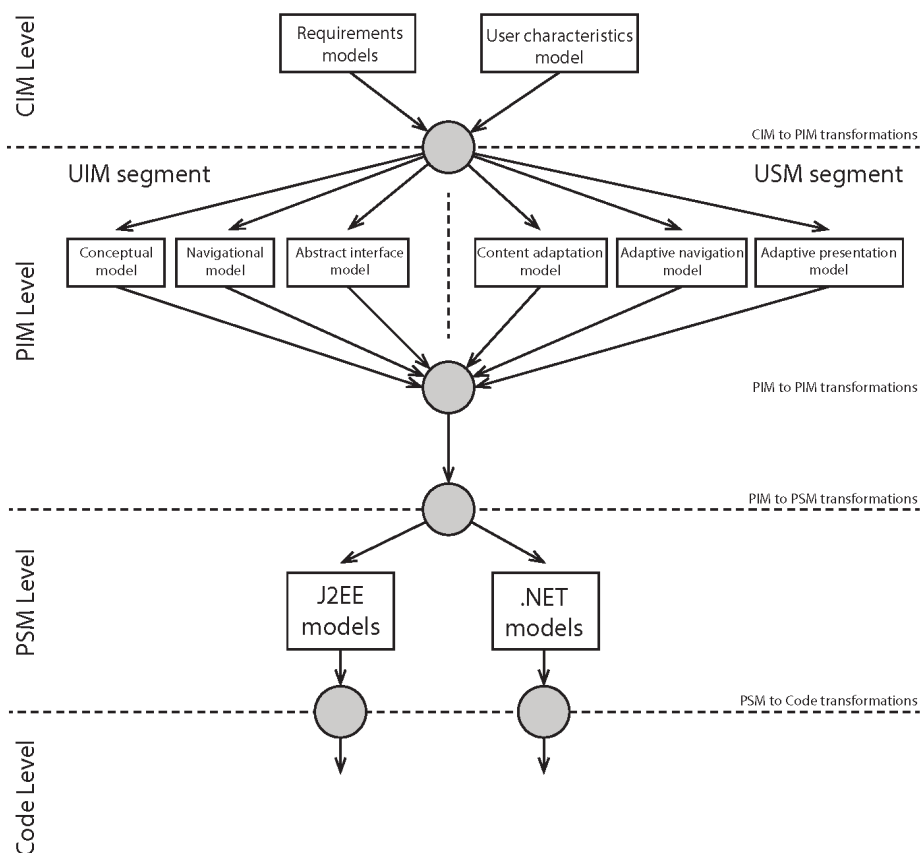 CIM Level
Requirements
models
User characteristics
model
CIM to PIM transformations
UIM segment
USM segment
PIM Level
Conceptual
model
Navigational
model
Abstract interface
model
Content adaptation
model
Adaptive navigation
model
Adaptive presentation
model
PIM to PIM transformations
PIM to PSM transformations
PSM Level
J2EE
models
.NET
models
PSM to Code transformations
Code Level